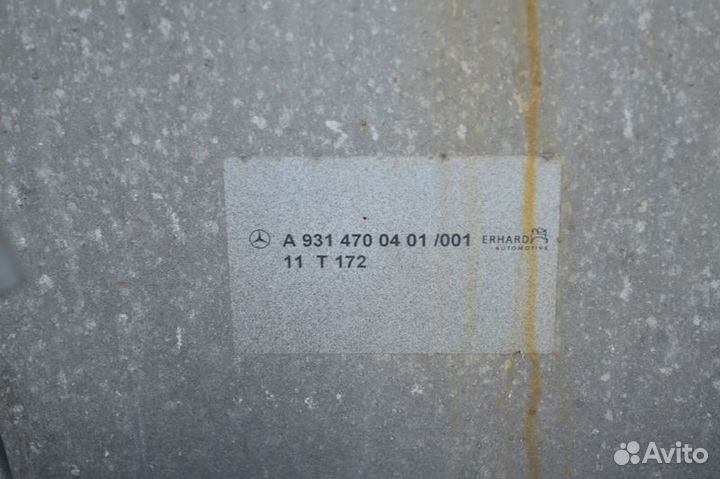 A 931 470 04 01 /001 ERHARD
11 T 172 AUTOMOTIVE
Avito